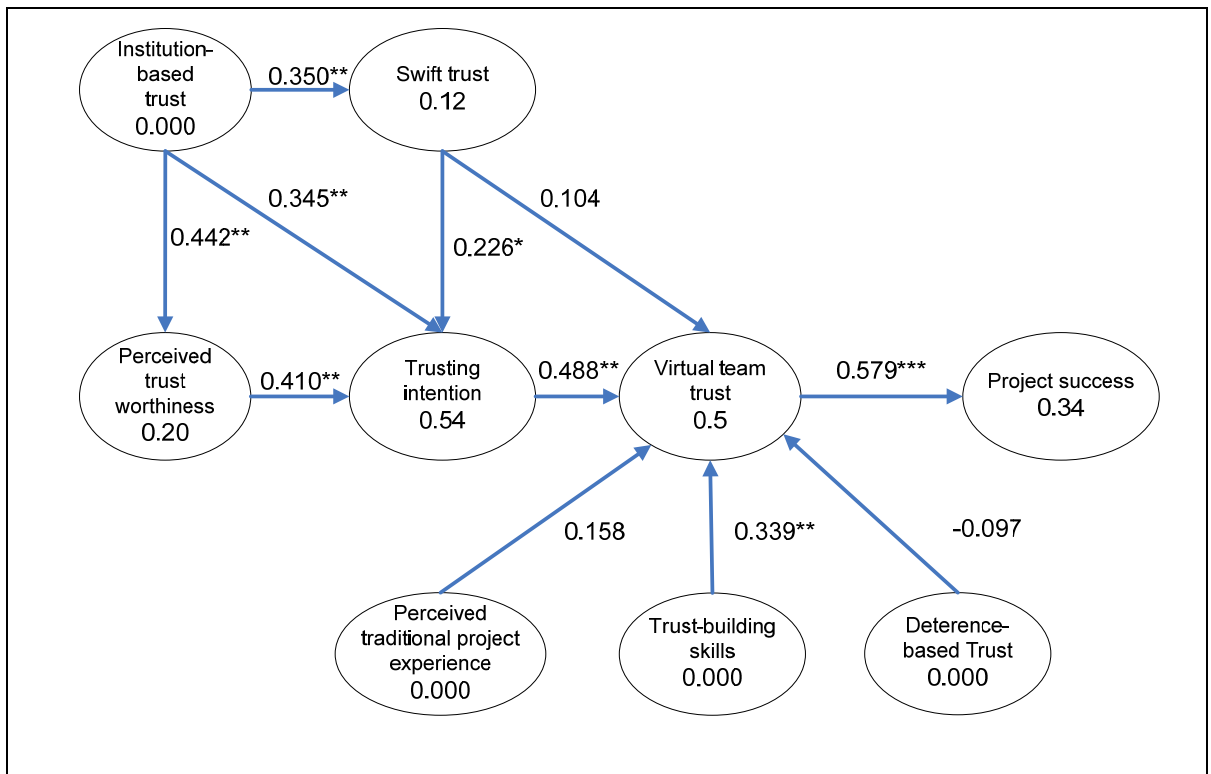 Institution-
based
trust
0.000
0.350**
Swift trust
0.12
0.442**
0.345**
0.226*
0.104
Perceived
trust
worthiness
0.20
0.410**
Trusting
intention
0.54
0.488**
Virtual team
trust
0.5
0.579***
Project success
0.34
0.158
0.339**
-0.097
Perceived
traditional project
experience
0.000
Trust-building
skills
0.000
Deterence-
based Trust
0.000